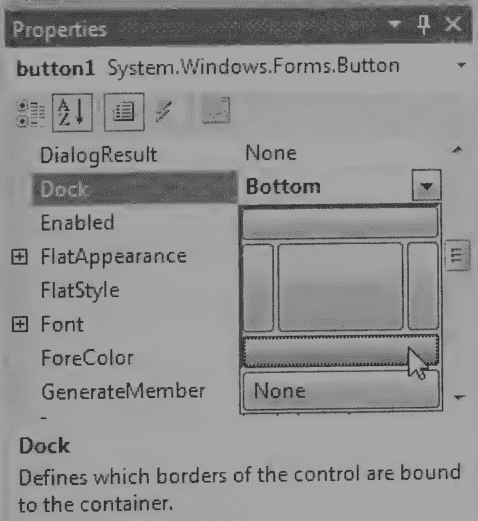 Properties
button1 System.Windows.Forms.Button
DialogResult None
Dock Bottom
Enabled
FlatAppearance
FlatStyle
Font
ForeColor
GenerateMember None
Dock
Defines which borders of the control are bound
to the container.